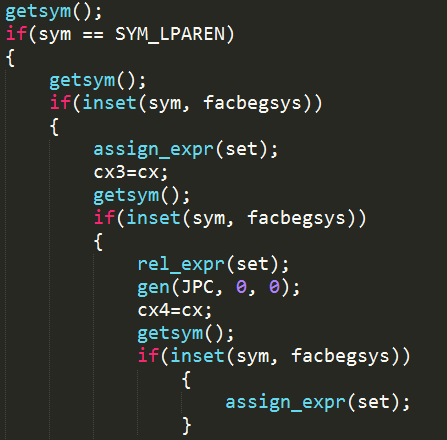 getsym();
if(sym == SYM_LPAREN)
{
getsym();
if(inset(sym, facbegsys))
{
assign_expr(set);
cx3=cx;
getsym();
if(inset(sym, facbegsys))
{
rel_expr(set);
gen(JPC, 0, 0);
cx4=cx;
getsym();
if(inset(sym, facbegsys))
{
assign_expr(set);
}